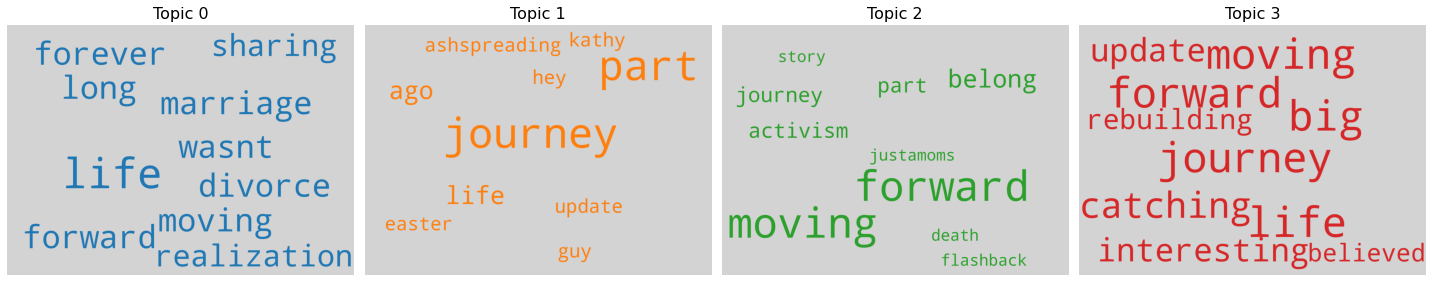 Topic 0
forever
sharing
long
marriage
wasnt
life
divorce
moving
forward
realization
Topic 1
ashspreading
kathy
part
hey
ago
journey
life
update
easter
guy
Topic 2
story
belong
part
journey
activism
justamoms
forward
moving
death
flashback
Topic 3
update
moving
forward
big
rebuilding
journey
catching
life
interesting
believed